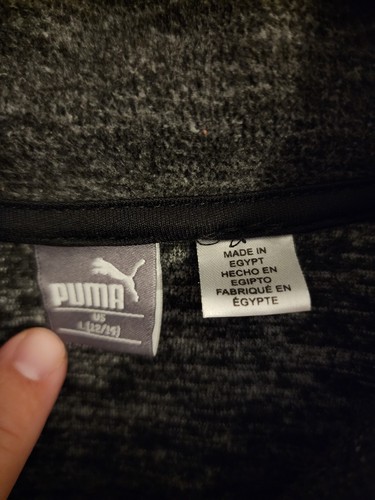 PUMA
US
L (12/14)
MADE IN
EGYPT
HECHO EN
EGIPTO
FABRIQUÉ EN
ÉGYPTE